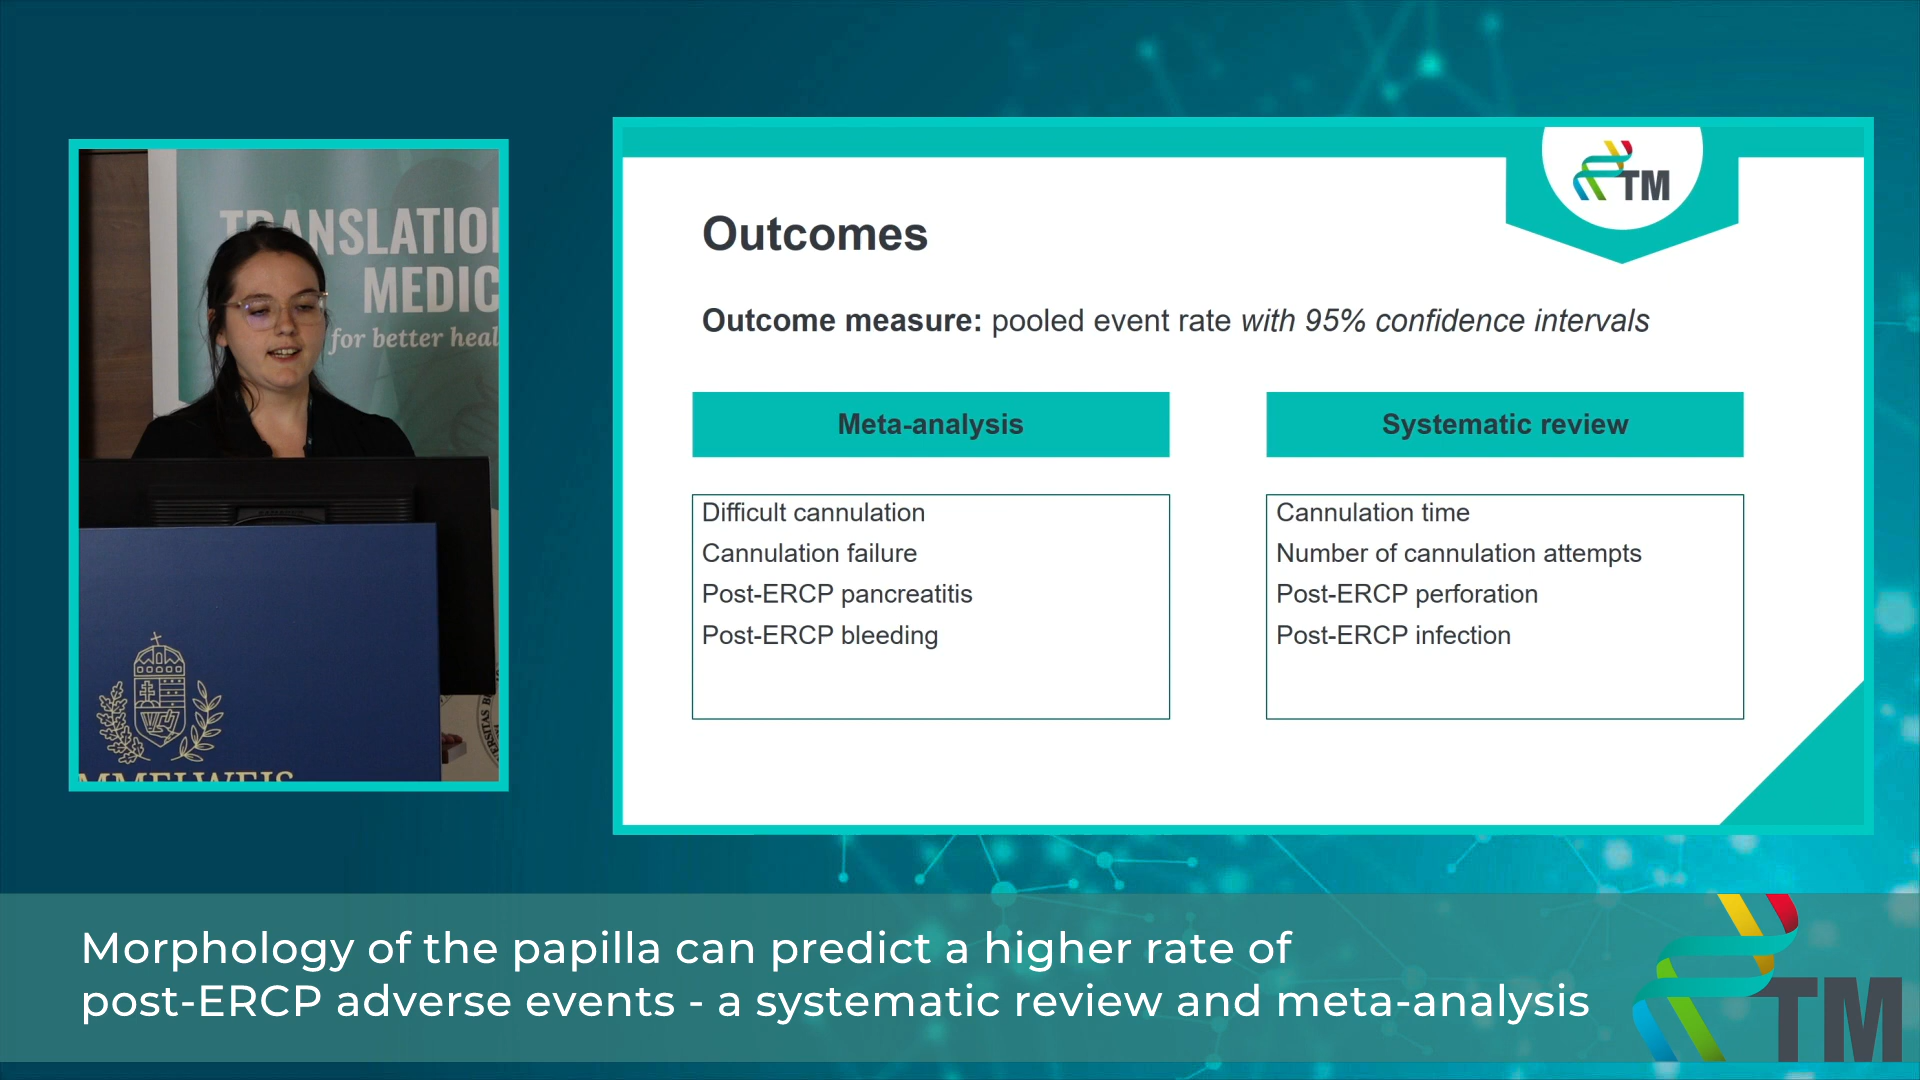 TRANSLATIO
MEDIC
for better heal
TM
Outcomes
Outcome measure: pooled event rate with 95% confidence intervals
Meta-analysis
Difficult cannulation
Cannulation failure
Post-ERCP pancreatitis
Post-ERCP bleeding
Systematic review
Cannulation time
Number of cannulation attempts
Post-ERCP perforation
Post-ERCP infection
Morphology of the papilla can predict a higher rate of
post-ERCP adverse events - a systematic review and meta-analysis
TM